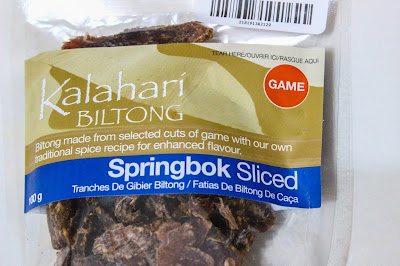 TEAR HERE/OUVRIR ICI/RASGUE AQUI
Kalahari
BILTONG
GAME
Biltong made from selected cuts of game with our own
traditional spice recipe for enhanced flavour.
Springbok Sliced
Tranches De Gibier Biltong / Fatias De Biltong De Caça
100 g